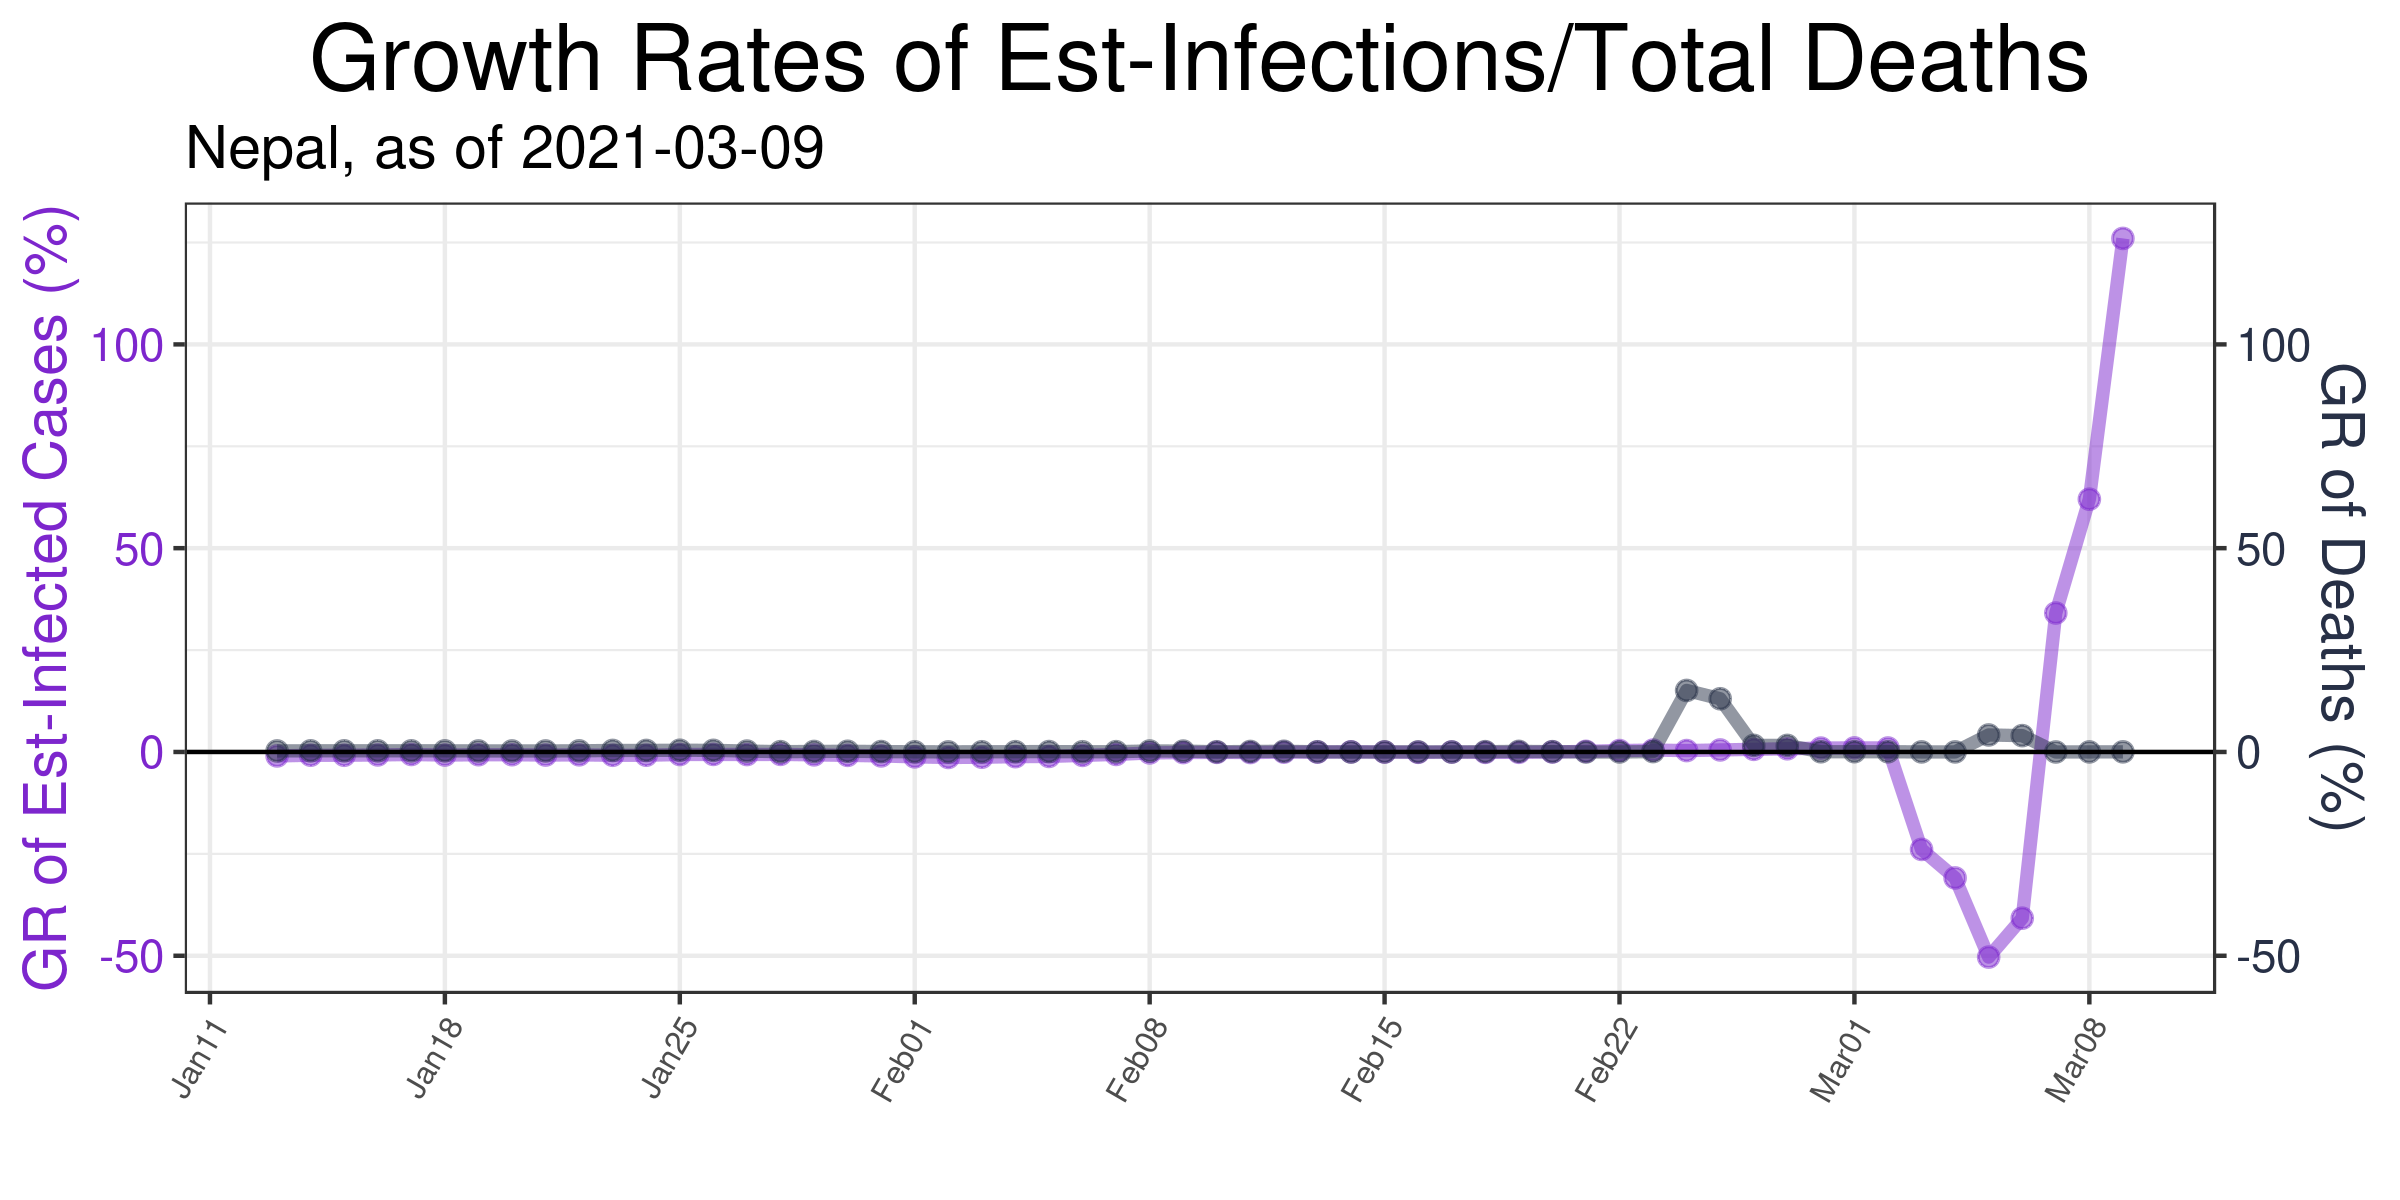 Growth Rates of Est-Infections/Total Deaths
Nepal, as of 2021-03-09
GR of Est-Infected Cases (%)
100
50
0
-50
100
50
0
-50
GR of Deaths (%)
Jan11
Jan18
Jan25
Feb01
Feb08
Feb15
Feb22
Mar01
Mar08